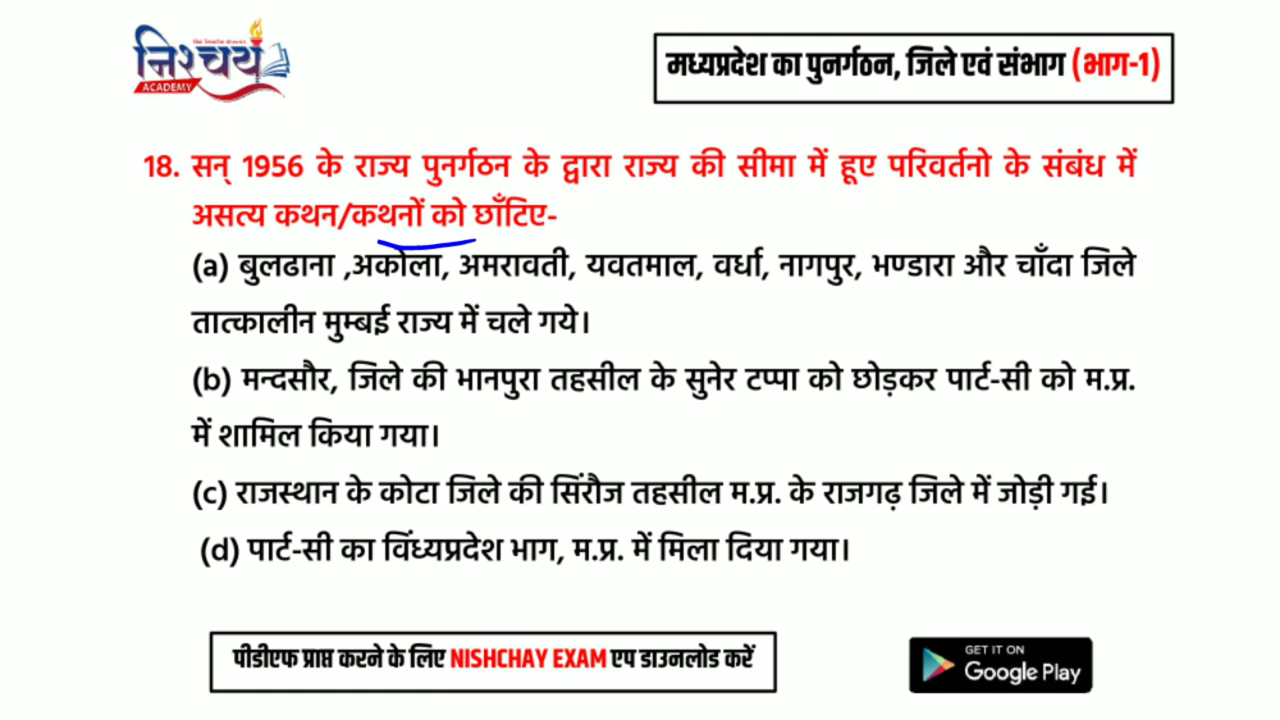 निश्चय
ACADEMY
मध्यप्रदेश का पुनर्गठन, जिले एवं संभाग (भाग-1)
18. सन् 1956 के राज्य पुनर्गठन के द्वारा राज्य की सीमा में हूए परिवर्तनो के संबंध में
असत्य कथन/कथनों को छाँटिए-
(a) बुलढाना ,अकोला, अमरावती, यवतमाल, वर्धा, नागपुर, भण्डारा और चाँदा जिले
तात्कालीन मुम्बई राज्य में चले गये।
(b) मन्दसौर, जिले की भानपुरा तहसील के सुनेर टप्पा को छोड़कर पार्ट-सी को म.प्र.
में शामिल किया गया।
(c) राजस्थान के कोटा जिले की सिंरौज तहसील म.प्र. के राजगढ़ जिले में जोड़ी गई।
(d) पार्ट-सी का विंध्यप्रदेश भाग, म.प्र. में मिला दिया गया।
पीडीएफ प्राप्त करने के लिए NISHCHAY EXAM एप डाउनलोड करें
GET IT ON
Google Play